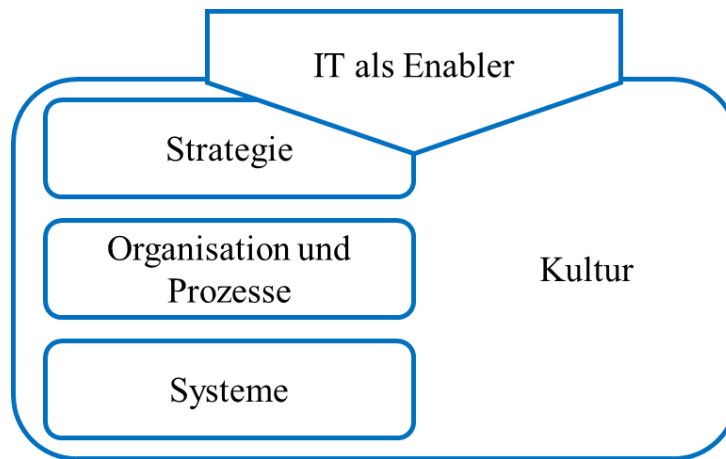 IT als Enabler
Strategie
Organisation und
Prozesse
Kultur
Systeme